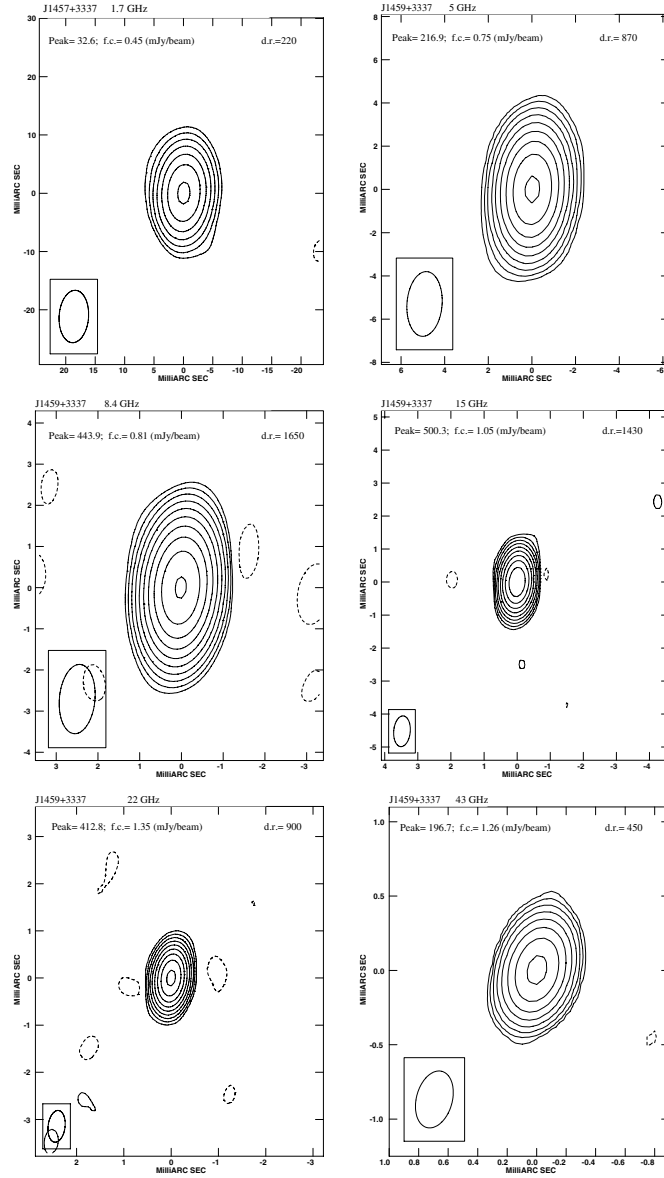 J1457+3337 1.7 GHz
Peak= 32.6; f.c.= 0.45 (mJy/beam) d.r.=220
MilliARC SEC
30
20
10
0
-10
-20
20 15 10 5 0 -5 -10 -15 -20
MilliARC SEC
J1459+3337 5 GHz
Peak= 216.9; f.c.= 0.75 (mJy/beam) d.r.= 870
MilliARC SEC
8
6
4
2
0
-2
-4
-6
-8
6 4 2 0 -2 -4 -6
MilliARC SEC
J1459+3337 8.4 GHz
Peak= 443.9; f.c.= 0.81 (mJy/beam) d.r.= 1650
MilliARC SEC
4
3
2
1
0
-1
-2
-3
-4
3 2 1 0 -1 -2 -3
MilliARC SEC
J1459+3337 15 GHz
Peak= 500.3; f.c.= 1.05 (mJy/beam) d.r.=1430
MilliARC SEC
5
4
3
2
1
0
-1
-2
-3
-4
-5
4 3 2 1 0 -1 -2 -3 -4
MilliARC SEC
J1459+3337 22 GHz
Peak= 412.8; f.c.= 1.35 (mJy/beam) d.r.= 900
MilliARC SEC
3
2
1
0
-1
-2
-3
2 1 0 -1 -2 -3
MilliARC SEC
J1459+3337 43 GHz
Peak= 196.7; f.c.= 1.26 (mJy/beam) d.r.= 450
MilliARC SEC
1.0
0.5
0.0
-0.5
-1.0
1.0 0.8 0.6 0.4 0.2 0.0 -0.2 -0.4 -0.6 -0.8
MilliARC SEC